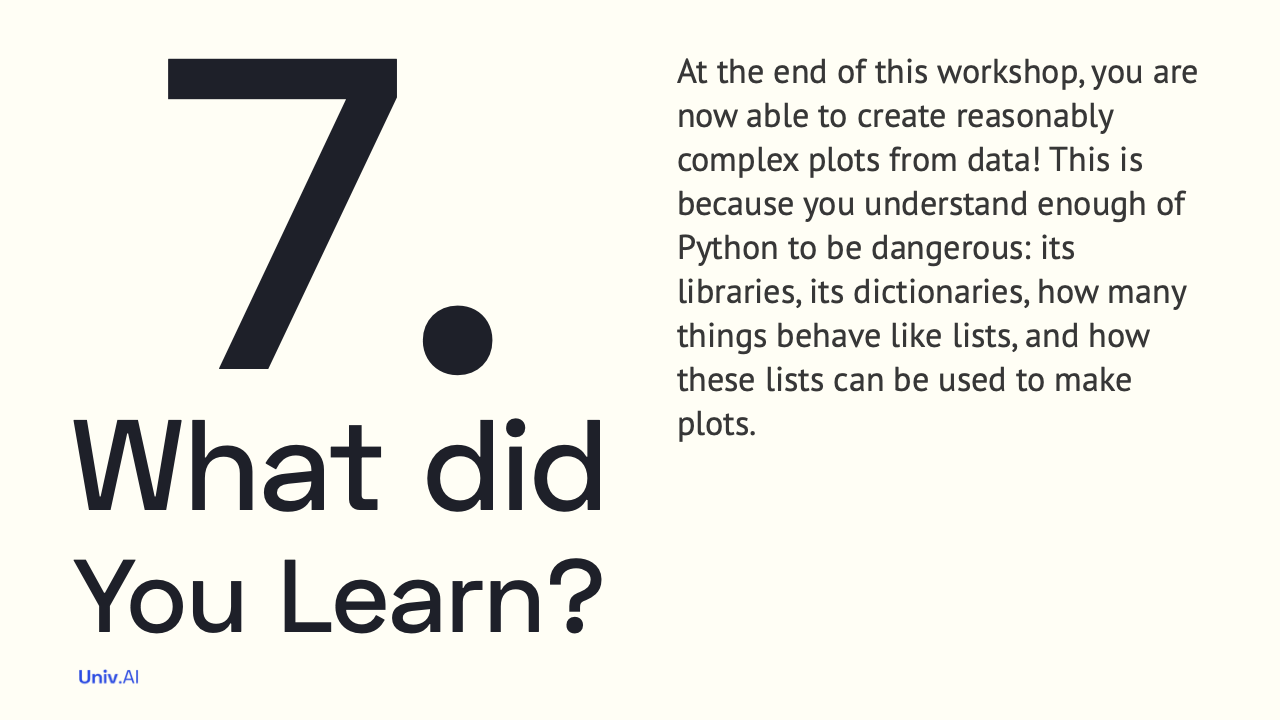 7.
What did
You Learn?
At the end of this workshop, you are
now able to create reasonably
complex plots from data! This is
because you understand enough of
Python to be dangerous: its
libraries, its dictionaries, how many
things behave like lists, and how
these lists can be used to make
plots.
Univ.AI